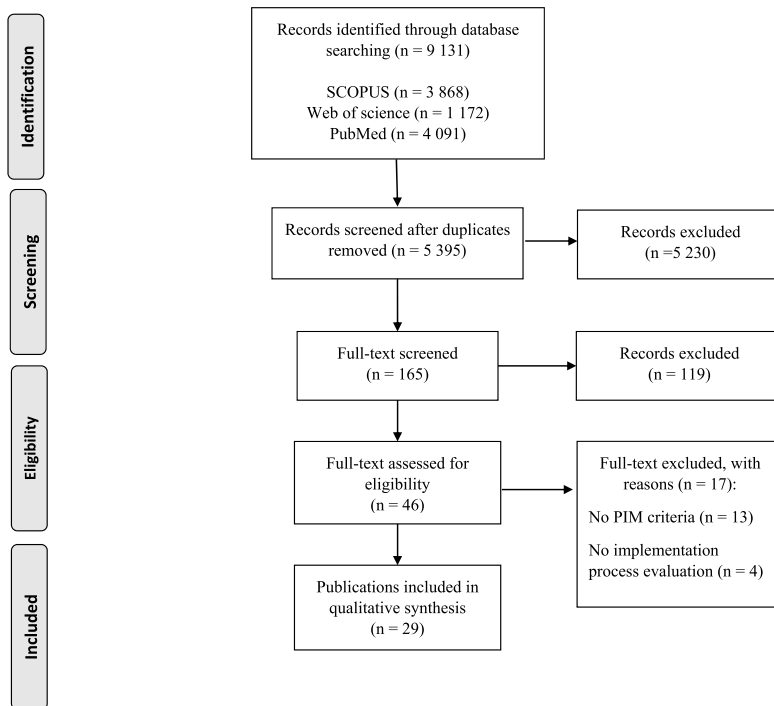 Identification
Records identified through database
searching (n = 9 131)
SCOPUS (n = 3 868)
Web of science (n = 1 172)
PubMed (n = 4 091)
Screening
Records screened after duplicates
removed (n = 5 395)
Records excluded
(n =5 230)
Full-text screened
(n = 165)
Records excluded
(n = 119)
Eligibility
Full-text assessed for
eligibility
(n = 46)
Full-text excluded, with
reasons (n = 17):
No PIM criteria (n = 13)
No implementation
process evaluation (n = 4)
Included
Publications included in
qualitative synthesis
(n = 29)